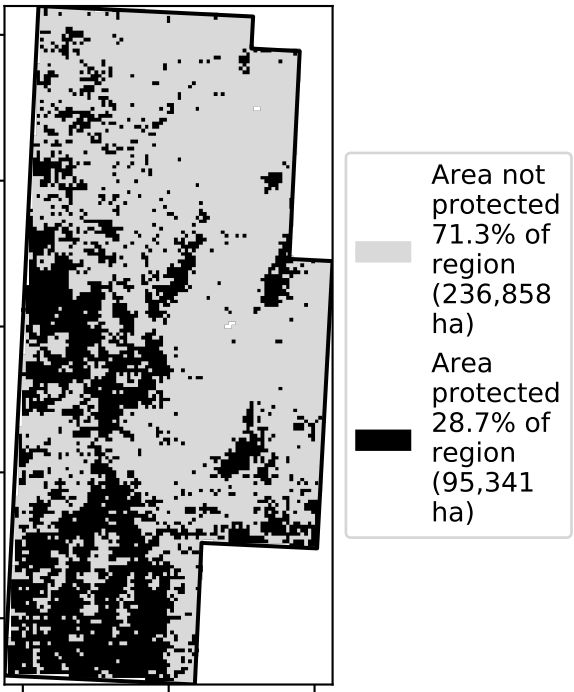 Area not
protected
71.3% of
region
(236,858
ha)
Area
protected
28.7% of
region
(95,341
ha)